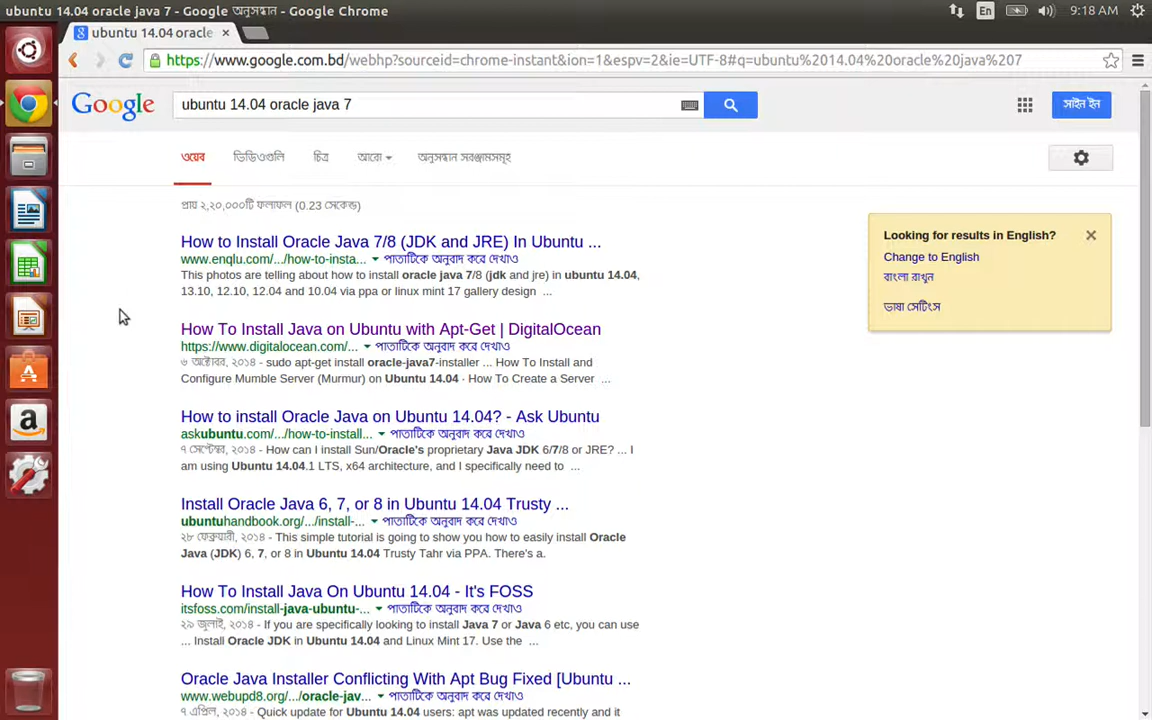 ubuntu 14.04 oracle java 7 - Google অনুসন্ধান - Google Chrome
En
9:18 AM
ubuntu 14.04 oracle
https://www.google.com.bd/webhp?sourceid=chrome-instant&ion=1&espv=2&ie=UTF-8#q=ubuntu%2014.04%20oracle%20java%207
Google
ubuntu 14.04 oracle java 7
সাইন ইন
ওয়েব ভিডিওগুলি চিত্র আরো অনুসন্ধান সরঞ্জামসমূহ
প্রায় ২,২০,০০০টি ফলাফল (0.23 সেকেন্ড)
Looking for results in English?
Change to English
বাংলা রাখুন
ভাষা সেটিংস
How to Install Oracle Java 7/8 (JDK and JRE) In Ubuntu ...
www.enqlu.com/.../how-to-insta... পাতাটিকে অনুবাদ করে দেখাও
This photos are telling about how to install oracle java 7/8 (jdk and jre) in ubuntu 14.04,
13.10, 12.10, 12.04 and 10.04 via ppa or linux mint 17 gallery design ...
How To Install Java on Ubuntu with Apt-Get | DigitalOcean
https://www.digitalocean.com/... পাতাটিকে অনুবাদ করে দেখাও
৬ অক্টোবর, ২০১৪ - sudo apt-get install oracle-java7-installer ... How To Install and
Configure Mumble Server (Murmur) on Ubuntu 14.04 · How To Create a Server ...
How to install Oracle Java on Ubuntu 14.04? - Ask Ubuntu
askubuntu.com/.../how-to-install... পাতাটিকে অনুবাদ করে দেখাও
৭ সেপ্টেম্বর, ২০১৪ - How can I install Sun/Oracle's proprietary Java JDK 6/7/8 or JRE? ... I
am using Ubuntu 14.04.1 LTS, x64 architecture, and I specifically need to ...
Install Oracle Java 6, 7, or 8 in Ubuntu 14.04 Trusty ...
ubuntuhandbook.org/.../install-... পাতাটিকে অনুবাদ করে দেখাও
২৮ ফেব্রুয়ারী, ২০১৪ - This simple tutorial is going to show you how to easily install Oracle
Java (JDK) 6, 7, or 8 in Ubuntu 14.04 Trusty Tahr via PPA. There's a.
How To Install Java On Ubuntu 14.04 - It's FOSS
itsfoss.com/install-java-ubuntu-... পাতাটিকে অনুবাদ করে দেখাও
২৯ জুলাই, ২০১৪ - If you are specifically looking to install Java 7 or Java 6 etc, you can use
... Install Oracle JDK in Ubuntu 14.04 and Linux Mint 17. Use the ...
Oracle Java Installer Conflicting With Apt Bug Fixed [Ubuntu ...
www.webupd8.org/.../oracle-jav... পাতাটিকে অনুবাদ করে দেখাও
৭ এপ্রিল, ২০১৪ - Quick update for Ubuntu 14.04 users: apt was updated recently and it